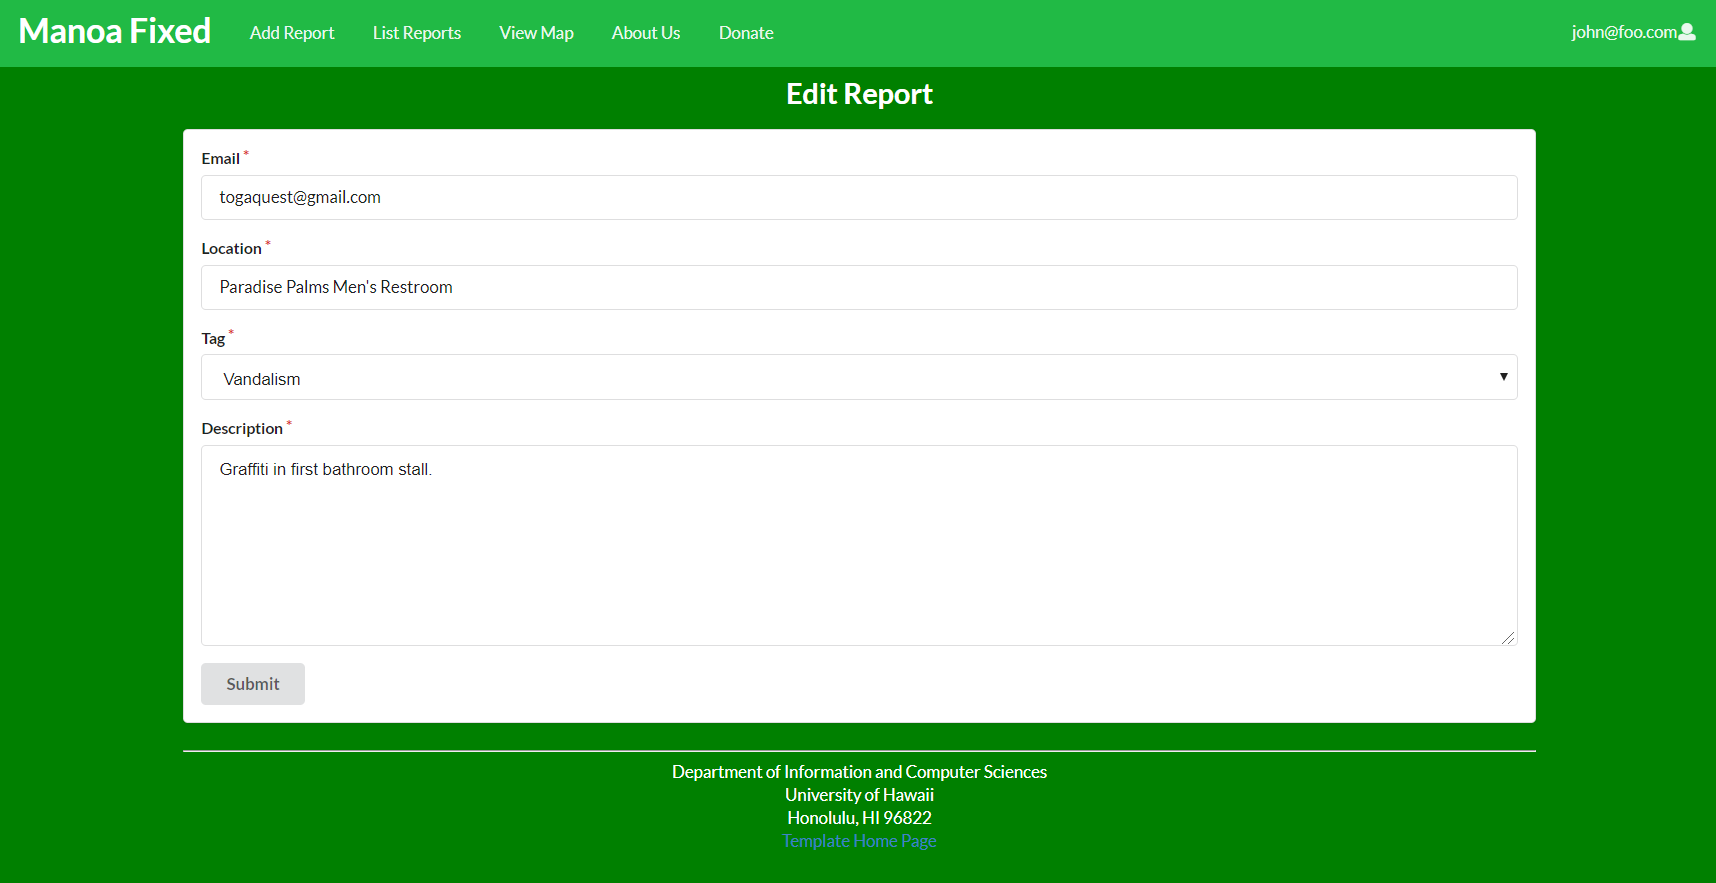 Manoa Fixed Add Report List Reports View Map About Us Donate john@foo.com
Edit Report
Email *
togaquest@gmail.com
Location *
Paradise Palms Men's Restroom
Tag *
Vandalism
Description *
Graffiti in first bathroom stall.
Submit
Department of Information and Computer Sciences
University of Hawaii
Honolulu, HI 96822
Template Home Page